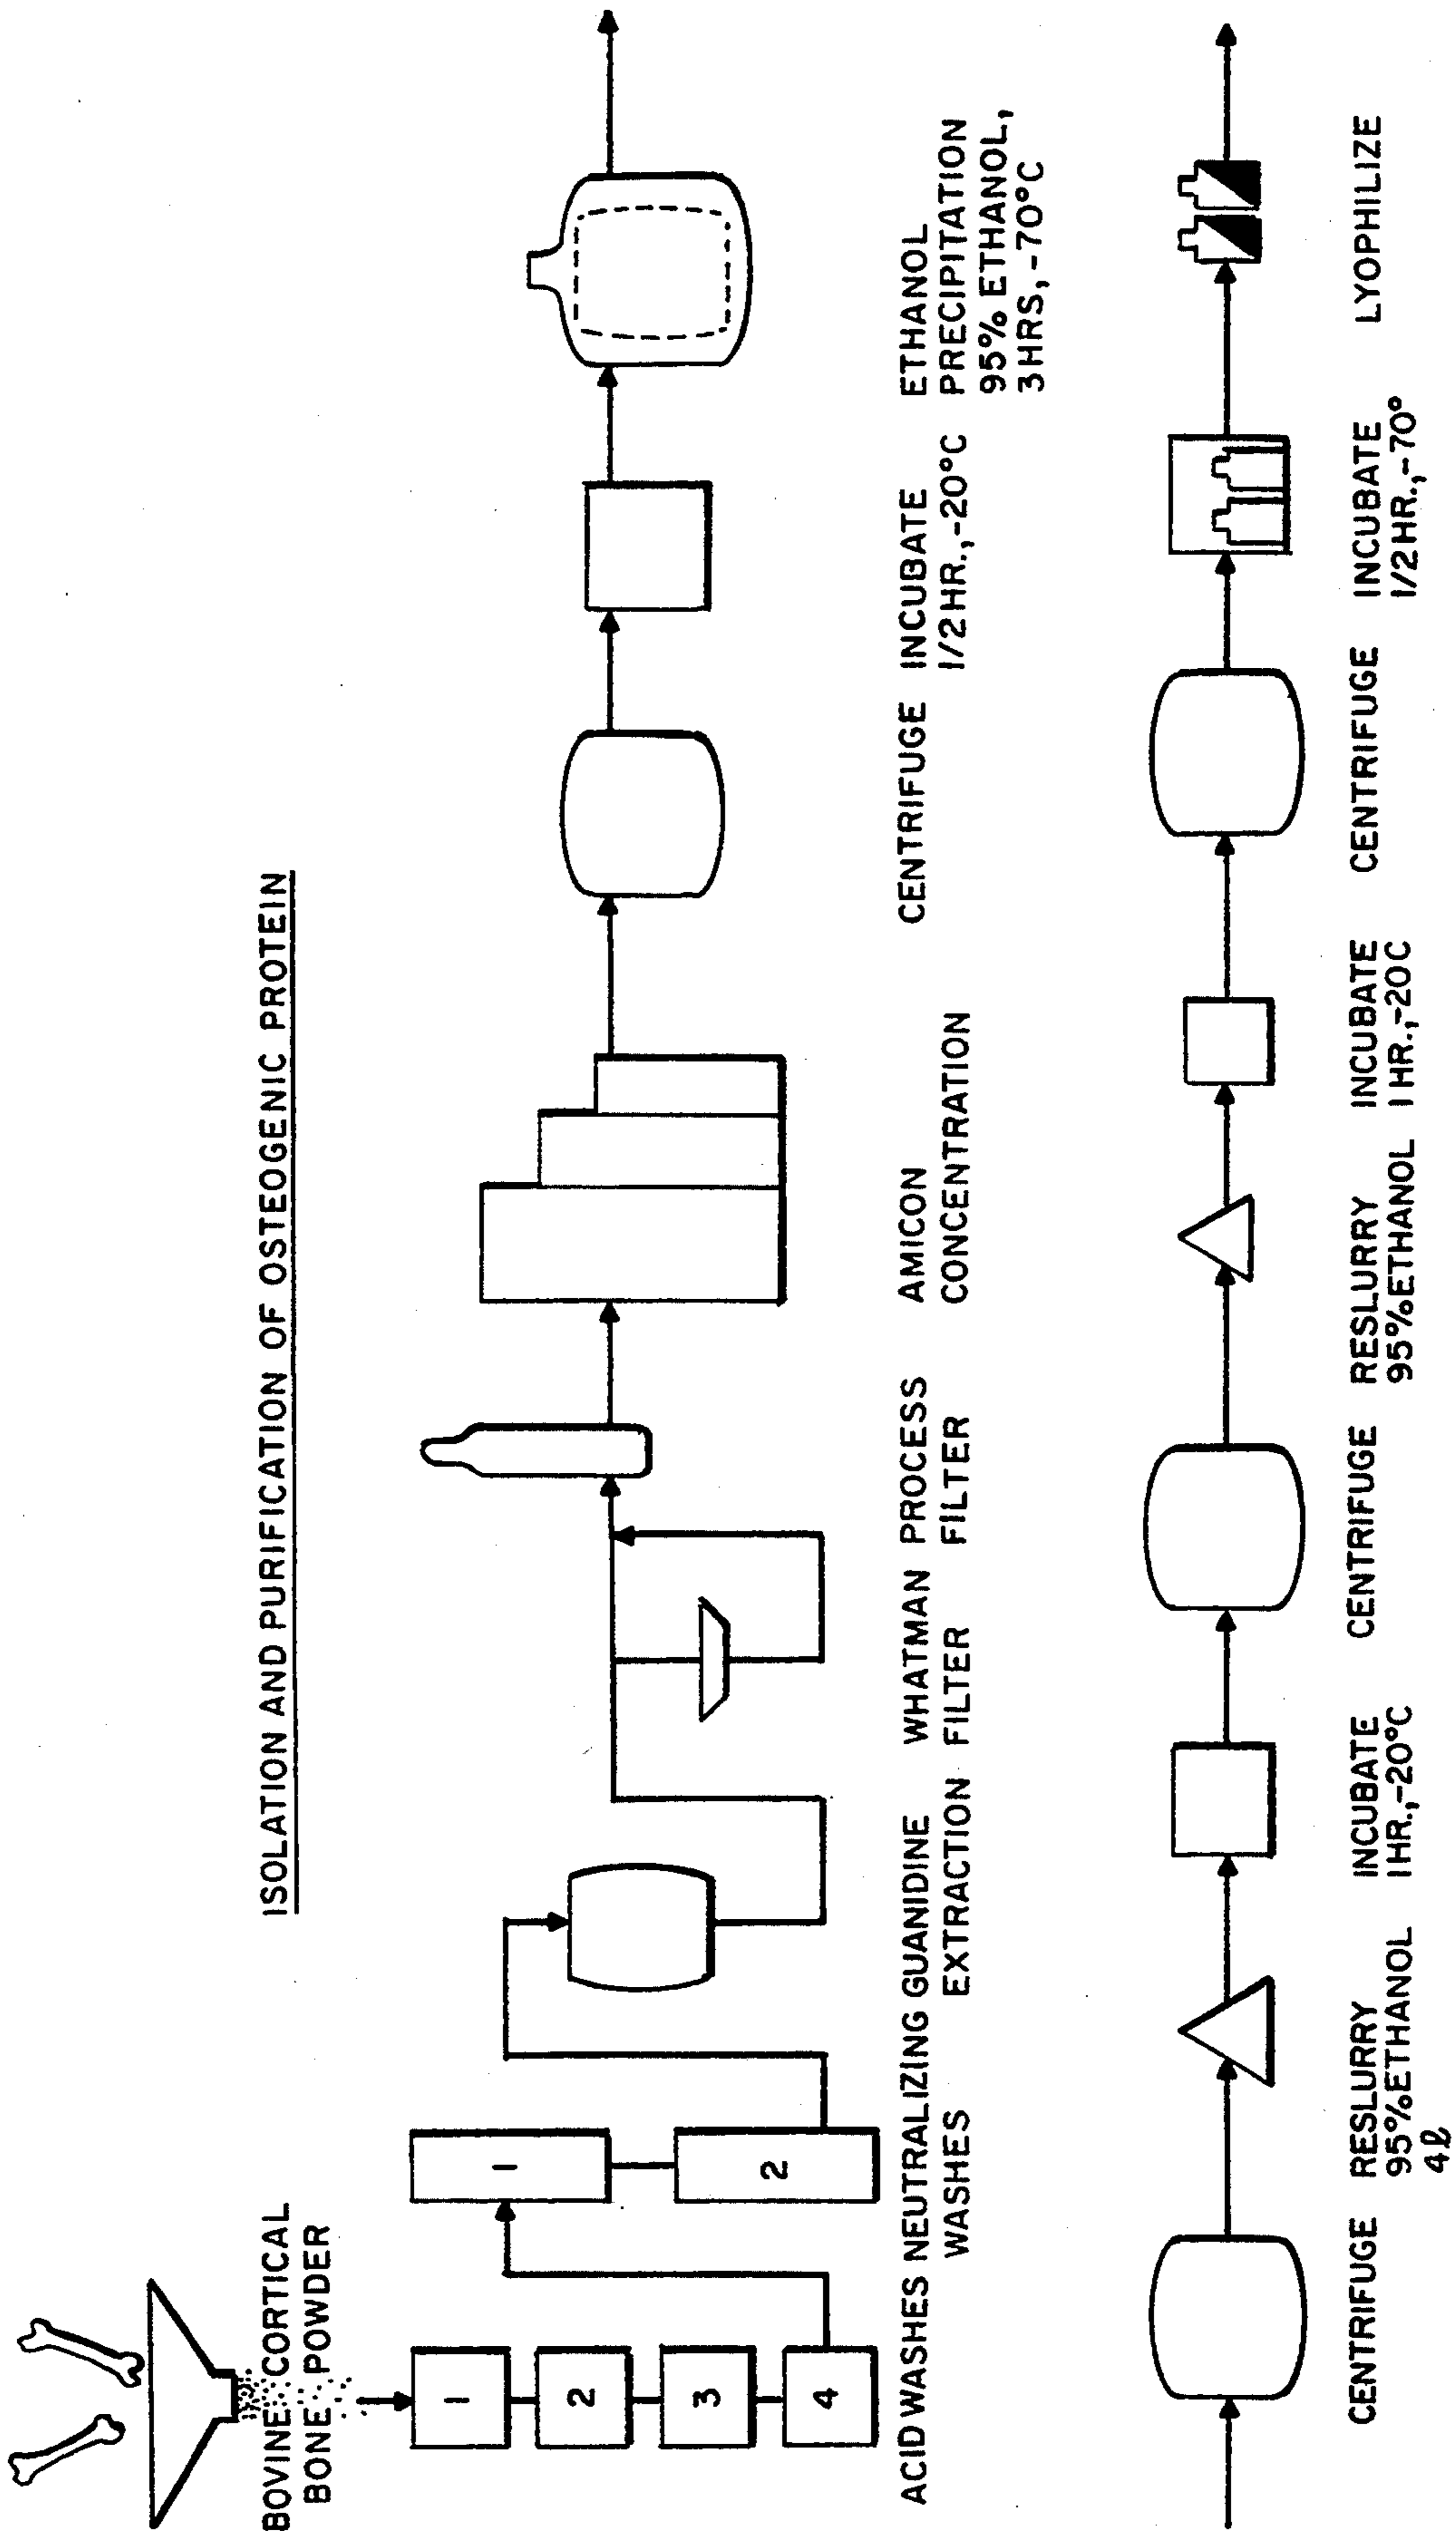 ISOLATION AND PURIFICATION OF OSTEOGENIC PROTEIN
BOVINE CORTICAL
BONE POWDER
1
2
3
4
1
2
ACID WASHES
NEUTRALIZING
WASHES
GUANIDINE
EXTRACTION
WHATMAN
FILTER
PROCESS
FILTER
AMICON
CONCENTRATION
CENTRIFUGE
INCUBATE
1/2 HR.,-20°C
ETHANOL
PRECIPITATION
95% ETHANOL,
3 HRS,-70°C
CENTRIFUGE
RESLURRY
95%ETHANOL
4ℓ
INCUBATE
1 HR.,-20°C
CENTRIFUGE
RESLURRY
95%ETHANOL
INCUBATE
1 HR.,-20C
CENTRIFUGE
INCUBATE
1/2 HR.,-70°
LYOPHILIZE